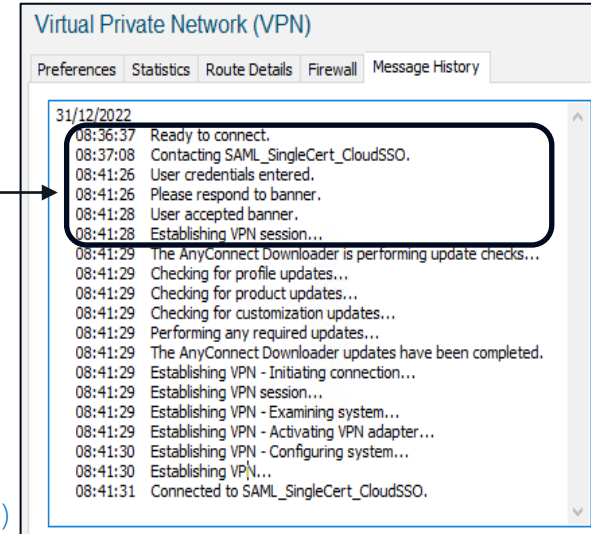 Virtual Private Network (VPN)
Preferences Statistics Route Details Firewall Message History
31/12/2022
08:36:37 Ready to connect.
08:37:08 Contacting SAML_SingleCert_CloudSSO.
08:41:26 User credentials entered.
08:41:26 Please respond to banner.
08:41:28 User accepted banner.
08:41:28 Establishing VPN session...
08:41:29 The AnyConnect Downloader is performing update checks...
08:41:29 Checking for profile updates...
08:41:29 Checking for product updates...
08:41:29 Checking for customization updates...
08:41:29 Performing any required updates...
08:41:29 The AnyConnect Downloader updates have been completed.
08:41:29 Establishing VPN - Initiating connection...
08:41:29 Establishing VPN session...
08:41:29 Establishing VPN - Examining system...
08:41:29 Establishing VPN - Activating VPN adapter...
08:41:30 Establishing VPN - Configuring system...
08:41:30 Establishing VPN...
08:41:31 Connected to SAML_SingleCert_CloudSSO.
)